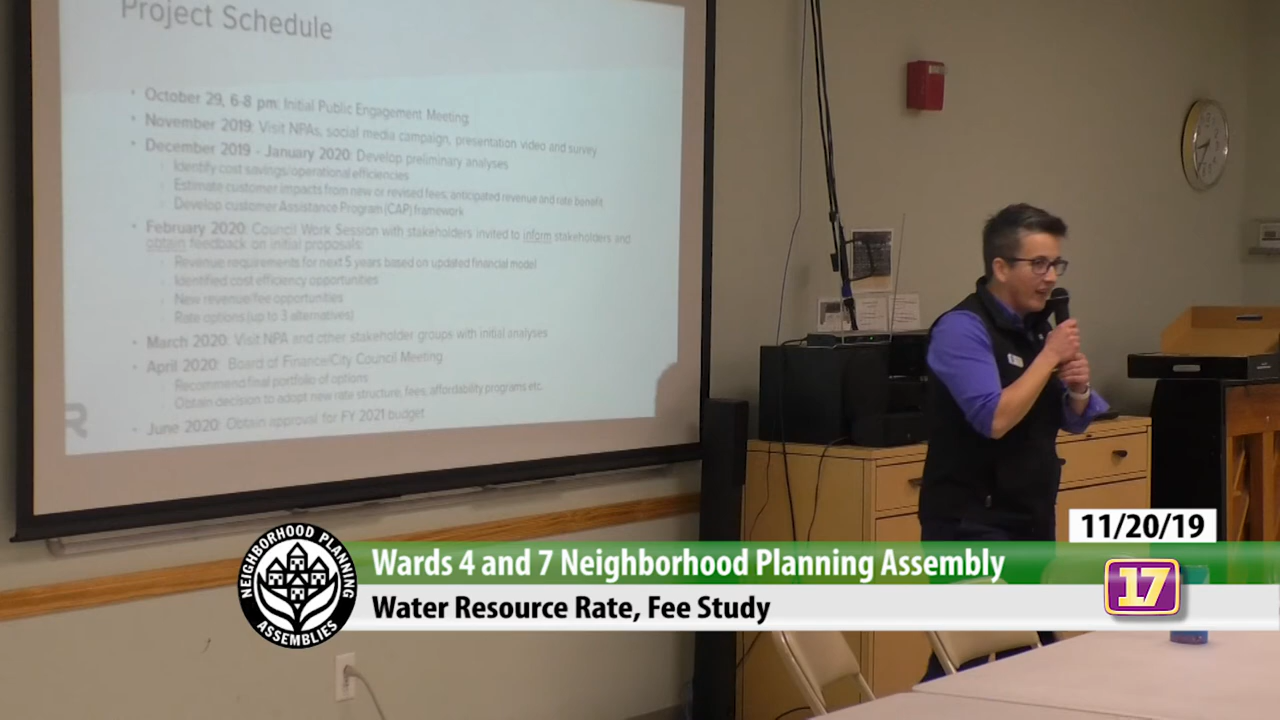 Project Schedule
• October 29, 6-8 pm: Initial Public Engagement Meeting
• November 2019: Visit NPAs, social media campaign, presentation video and survey
• December 2019 - January 2020: Develop preliminary analyses
Identify cost savings/operational efficiencies
Estimate customer impacts from new or revised fees, anticipated revenue and rate benefit
Develop customer Assistance Program (CAP) framework
• February 2020: Council Work Session with stakeholders invited to inform stakeholders and
obtain feedback on initial proposals:
Revenue requirements for next 5 years based on updated financial model
Identified cost efficiency opportunities
New revenue/fee opportunities
Rate options (up to 3 alternatives)
• March 2020: Visit NPA and other stakeholder groups with initial analyses
• April 2020: Board of Finance/City Council Meeting
Recommend final portfolio of options
Obtain decision to adopt new rate structure, fees, affordability programs etc.
• June 2020: Obtain approval for FY 2021 budget
R
11/20/19
NEIGHBORHOOD PLANNING
ASSEMBLIES
Wards 4 and 7 Neighborhood Planning Assembly
17
Water Resource Rate, Fee Study